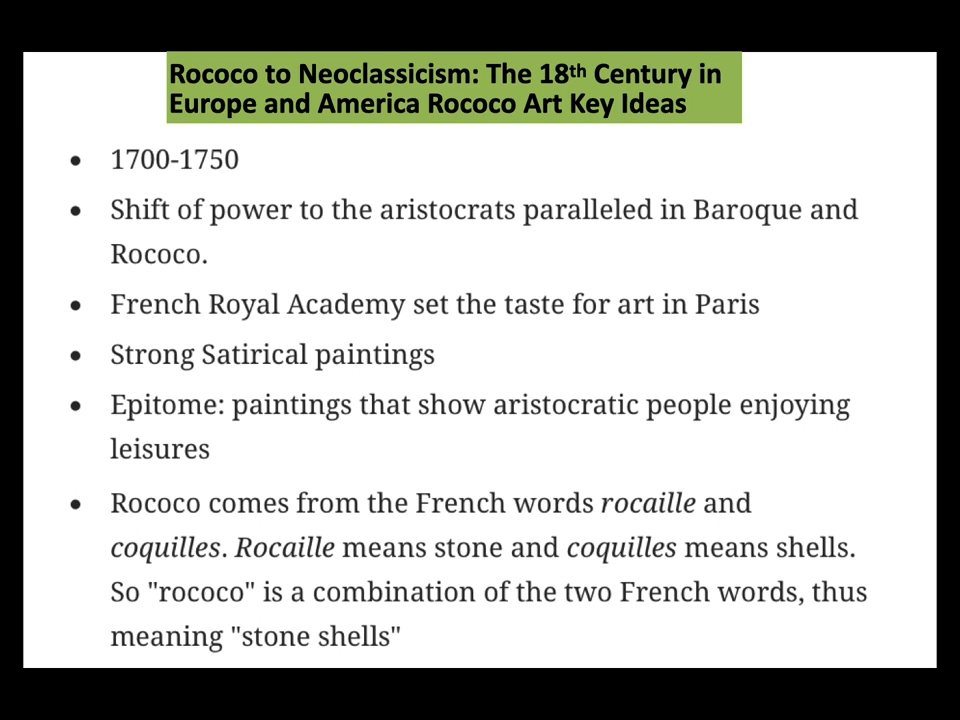 Rococo to Neoclassicism: The 18th Century in
Europe and America Rococo Art Key Ideas
• 1700-1750
• Shift of power to the aristocrats paralleled in Baroque and
Rococo.
• French Royal Academy set the taste for art in Paris
• Strong Satirical paintings
• Epitome: paintings that show aristocratic people enjoying
leisures
• Rococo comes from the French words rocaille and
coquilles. Rocaille means stone and coquilles means shells.
So "rococo" is a combination of the two French words, thus
meaning "stone shells"